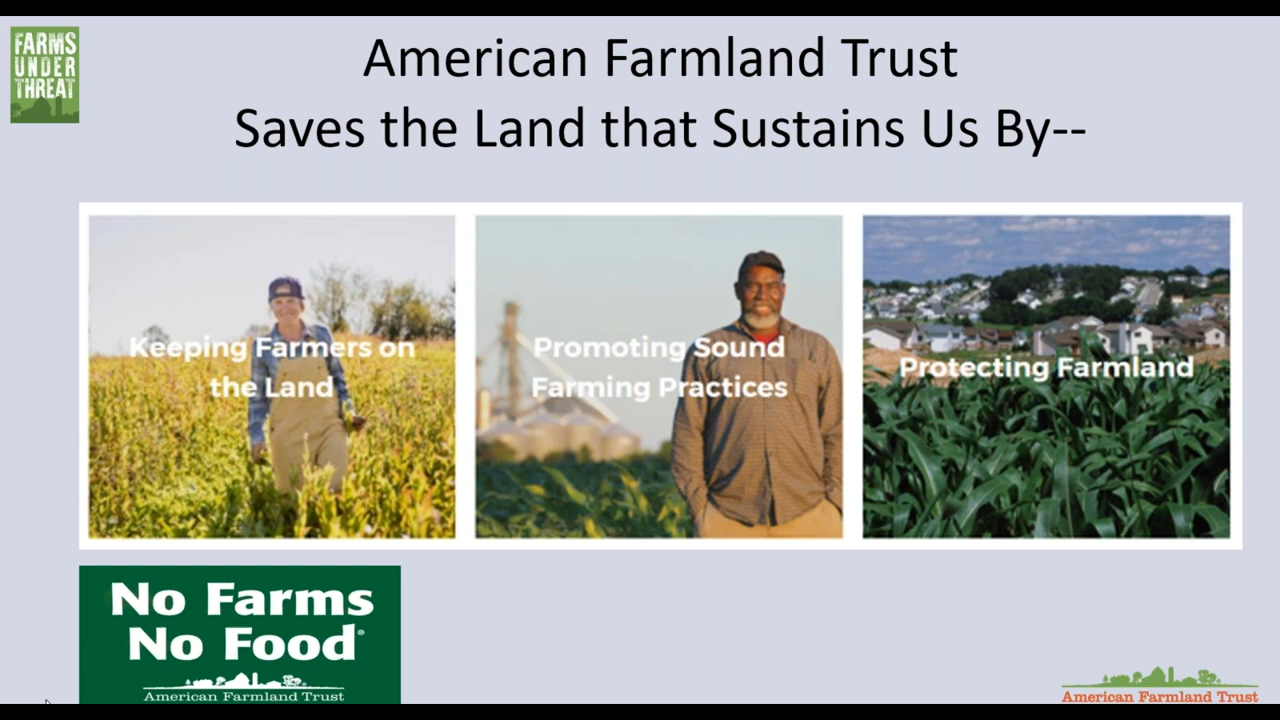 FARMS
UNDER
THREAT
American Farmland Trust
Saves the Land that Sustains Us By--
Keeping Farmers on
the Land
Promoting Sound
Farming Practices
Protecting Farmland
No Farms
No Food®
American Farmland Trust
American Farmland Trust